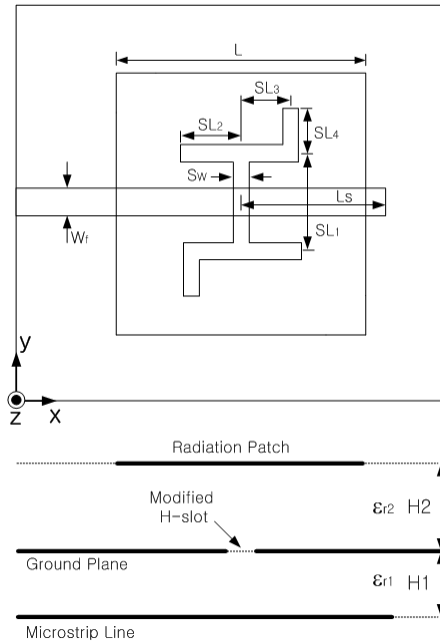 L
SL3
SL2
SL4
Sw
Ls
Wf
SL1
y
z
x
Radiation Patch
Modified
H-slot
εr2 H2
Ground Plane
εr1 H1
Microstrip Line